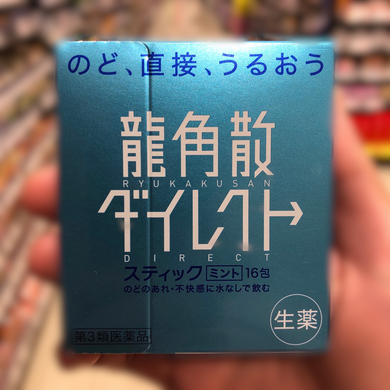 のど、直接、うるおう
龍角散
RYUKAKUSAN
ダイレクト
DIRECT
スティック ミント 16包
のどのあれ・不快感に水なしで飲む
生薬
第3類医薬品